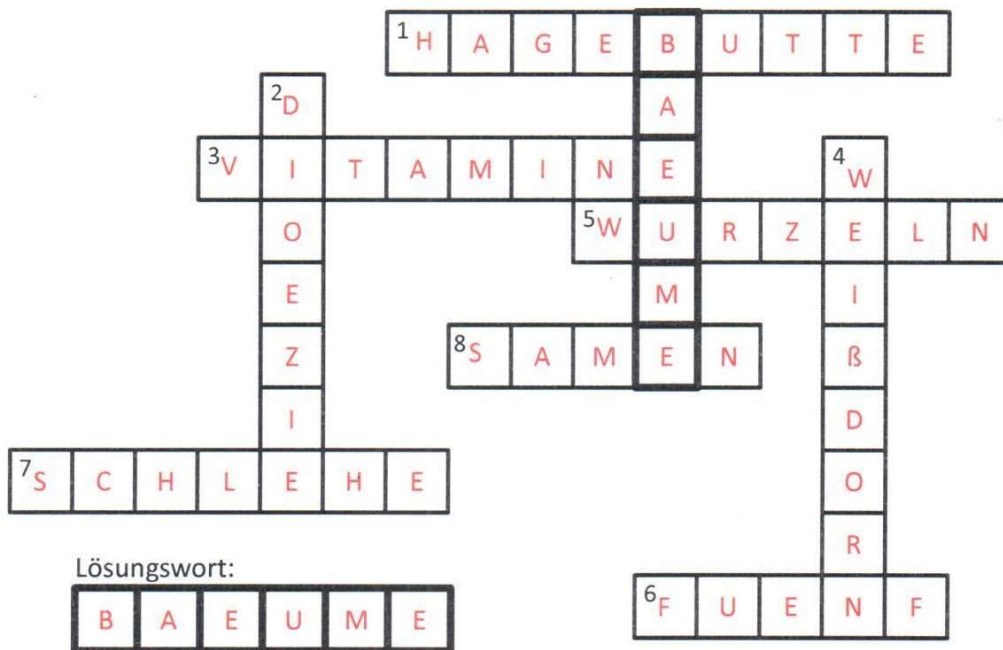 1 H A G E B U T T E
2 D A
3 V I T A M I N E 4 W
O 5 W U R Z E L N
E M I
Z 8 S A M E N ß
I D
7 S C H L E H E O
R
Lösungswort:
6 F U E N F
B A E U M E